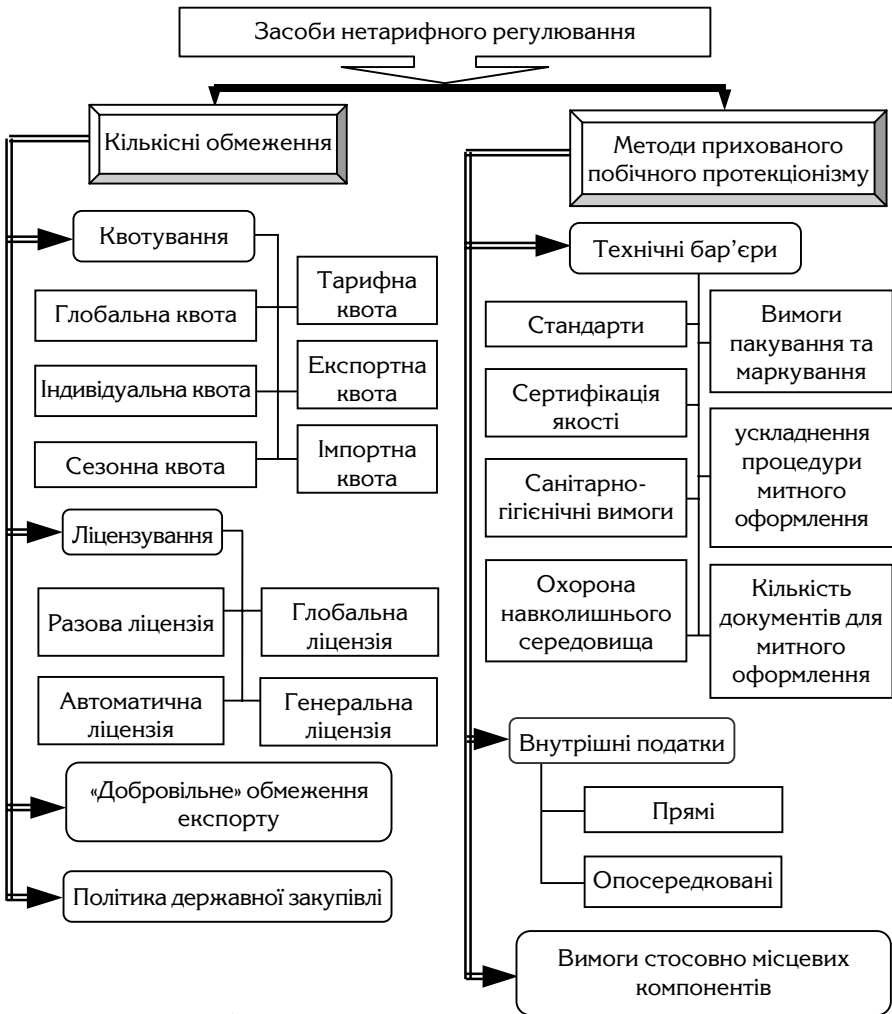 Засоби нетарифного регулювання
Кількісні обмеження
Квотування
Глобальна квота
Тарифна
квота
Індивідуальна квота
Експортна
квота
Сезонна квота
Імпортна
квота
Ліцензування
Разова ліцензія
Глобальна
ліцензія
Автоматична
ліцензія
Генеральна
ліцензія
«Добровільне» обмеження
експорту
Політика державної закупівлі
Методи прихованого
побічного протекціонізму
Технічні бар’єри
Стандарти
Вимоги
пакування та
маркування
Сертифікація
якості
ускладнення
процедури
митного
оформлення
Санітарно-
гігієнічні вимоги
Охорона
навколишнього
середовища
Кількість
документів для
митного
оформлення
Внутрішні податки
Прямі
Опосередковані
Вимоги стосовно місцевих
компонентів